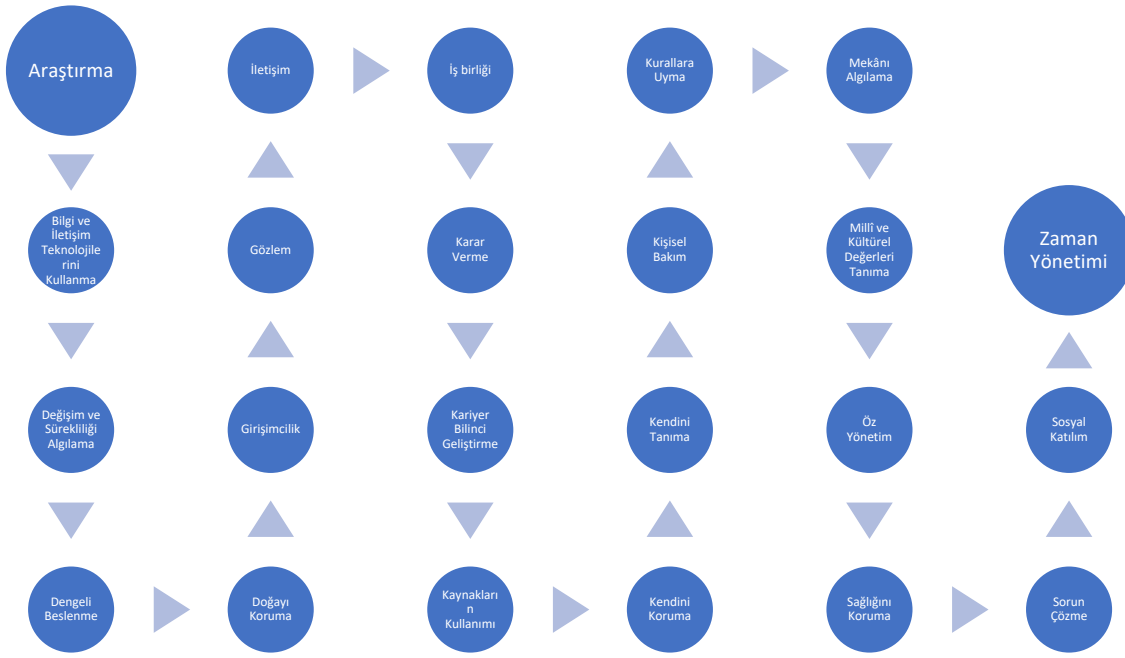 Araştırma
Bilgi ve
İletişim
Teknolojile
rini
Kullanma
Değişim ve
Sürekliliği
Algılama
Dengeli
Beslenme
Doğayı
Koruma
Girişimcilik
Gözlem
İletişim
İş birliği
Karar
Verme
Kariyer
Bilinci
Geliştirme
Kaynakları
n
Kullanımı
Kendini
Koruma
Kendini
Tanıma
Kişisel
Bakım
Kurallara
Uyma
Mekânı
Algılama
Millî ve
Kültürel
Değerleri
Tanıma
Öz
Yönetim
Sağlığını
Koruma
Sorun
Çözme
Sosyal
Katılım
Zaman
Yönetimi